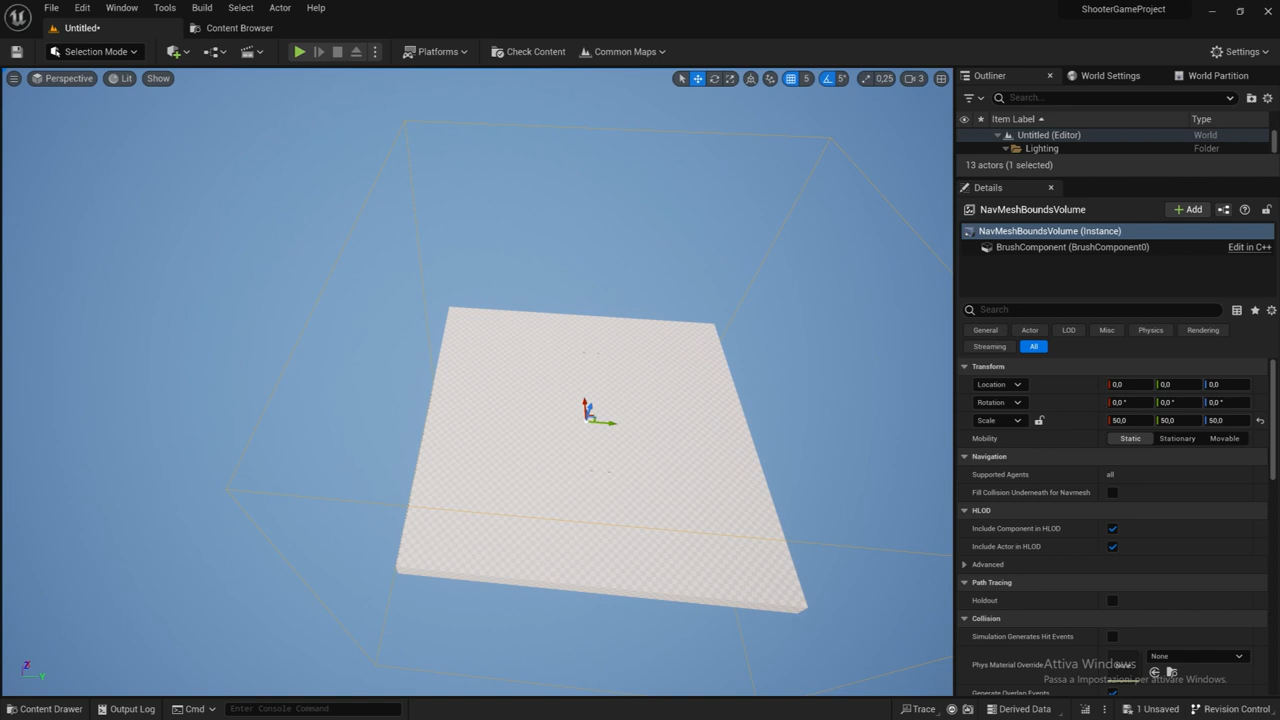 File Edit Window Tools Build Select Actor Help
ShooterGameProject
Untitled•
Content Browser
Selection Mode
Platforms
Check Content
Common Maps
Settings
Perspective Lit Show
5 5° 0,25 3
Outliner
World Settings
World Partition
Search...
Item Label Type
Untitled (Editor) World
Lighting Folder
13 actors (1 selected)
Details
NavMeshBoundsVolume
Add
NavMeshBoundsVolume (Instance)
BrushComponent (BrushComponent0) Edit in C++
Search
General Actor LOD Misc Physics Rendering
Streaming All
Transform
Location 0,0 0,0 0,0
Rotation 0,0 ° 0,0 ° 0,0 °
Scale 50,0 50,0 50,0
Mobility Static Stationary Movable
Navigation
Supported Agents all
Fill Collision Underneath for Navmesh
HLOD
Include Component in HLOD
Include Actor in HLOD
Advanced
Path Tracing
Holdout
Collision
Simulation Generates Hit Events
Phys Material Override None None
Attiva Windows
Passa a Impostazioni per attivare Windows.
Generate Overlap Events
Z
Y
Content Drawer
Output Log
Cmd
Enter Console Command
Trace
Derived Data
1 Unsaved
Revision Control